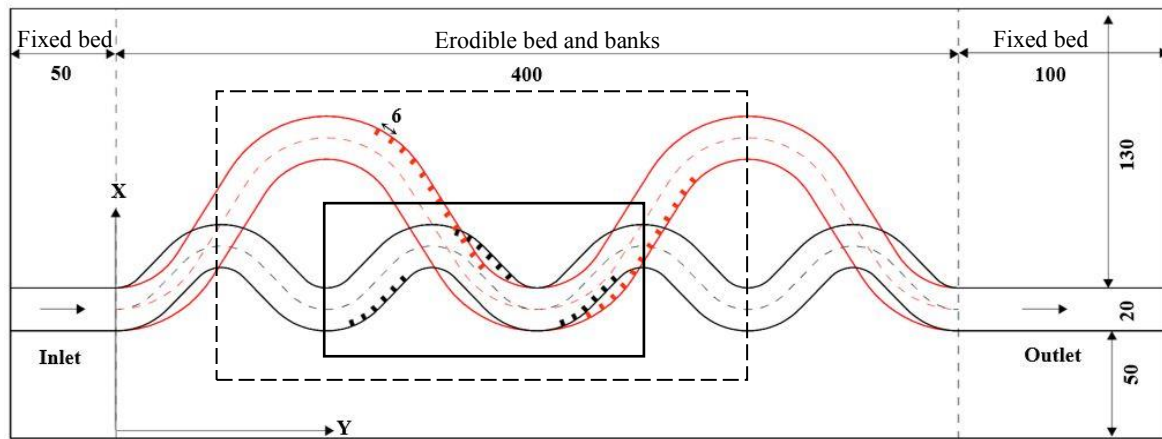 Fixed bed
Erodible bed and banks
Fixed bed
50
400
100
6
130
X
20
Inlet
Outlet
50
Y